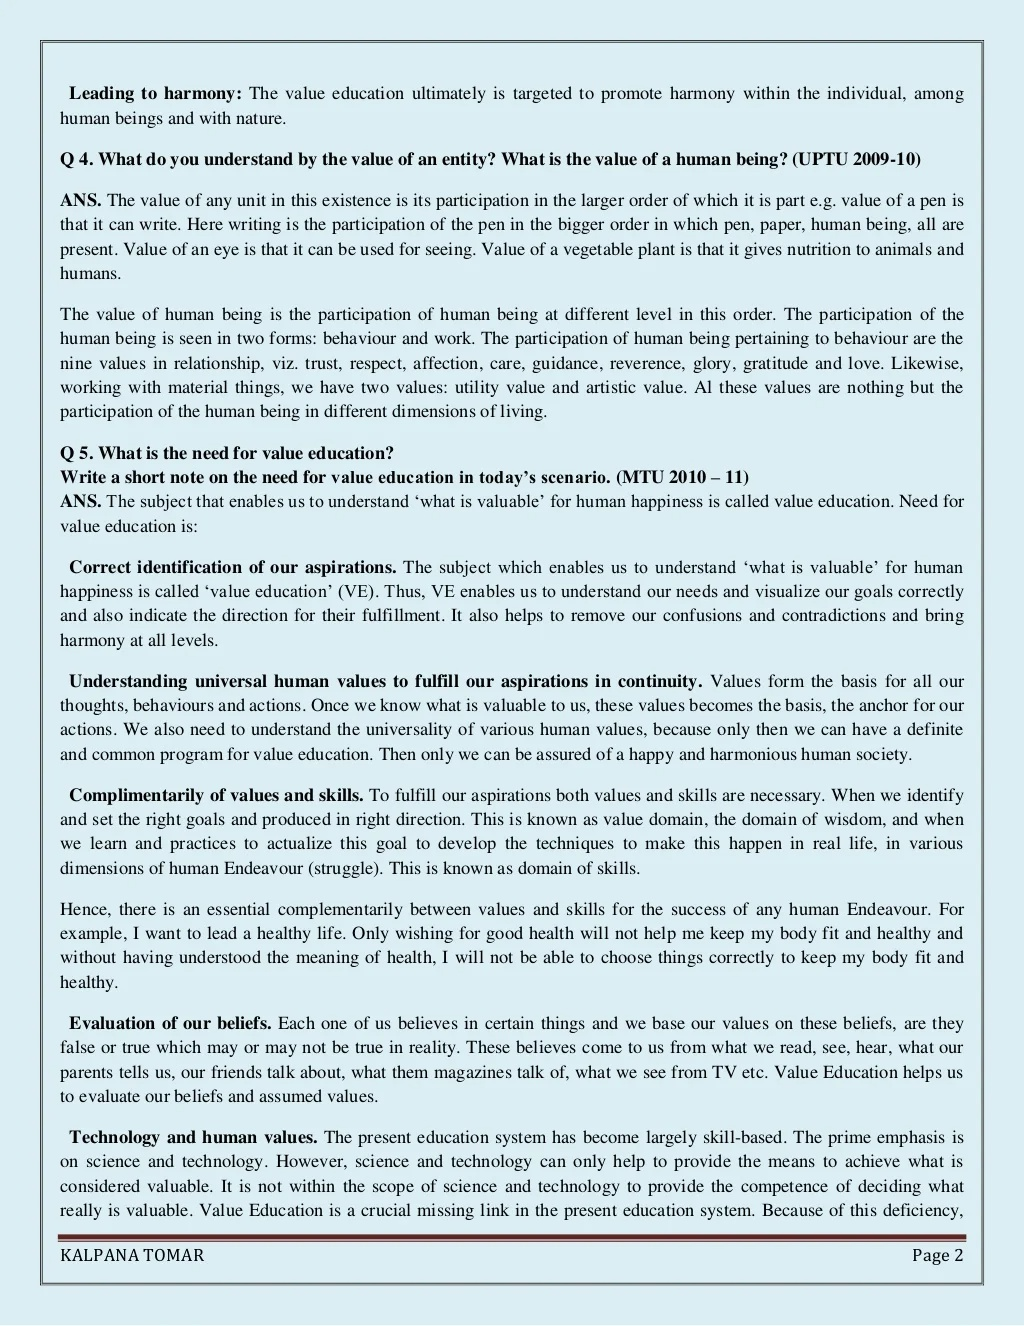 Leading to harmony: The value education ultimately is targeted to promote harmony within the individual, among
human beings and with nature.
Q 4. What do you understand by the value of an entity? What is the value of a human being? (UPTU 2009-10)
ANS. The value of any unit in this existence is its participation in the larger order of which it is part e.g. value of a pen is
that it can write. Here writing is the participation of the pen in the bigger order in which pen, paper, human being, all are
present. Value of an eye is that it can be used for seeing. Value of a vegetable plant is that it gives nutrition to animals and
humans.
The value of human being is the participation of human being at different level in this order. The participation of the
human being is seen in two forms: behaviour and work. The participation of human being pertaining to behaviour are the
nine values in relationship, viz. trust, respect, affection, care, guidance, reverence, glory, gratitude and love. Likewise,
working with material things, we have two values: utility value and artistic value. Al these values are nothing but the
participation of the human being in different dimensions of living.
Q 5. What is the need for value education?
Write a short note on the need for value education in today’s scenario. (MTU 2010 – 11)
ANS. The subject that enables us to understand ‘what is valuable’ for human happiness is called value education. Need for
value education is:
Correct identification of our aspirations. The subject which enables us to understand ‘what is valuable’ for human
happiness is called ‘value education’ (VE). Thus, VE enables us to understand our needs and visualize our goals correctly
and also indicate the direction for their fulfillment. It also helps to remove our confusions and contradictions and bring
harmony at all levels.
Understanding universal human values to fulfill our aspirations in continuity. Values form the basis for all our
thoughts, behaviours and actions. Once we know what is valuable to us, these values becomes the basis, the anchor for our
actions. We also need to understand the universality of various human values, because only then we can have a definite
and common program for value education. Then only we can be assured of a happy and harmonious human society.
Complimentarily of values and skills. To fulfill our aspirations both values and skills are necessary. When we identify
and set the right goals and produced in right direction. This is known as value domain, the domain of wisdom, and when
we learn and practices to actualize this goal to develop the techniques to make this happen in real life, in various
dimensions of human Endeavour (struggle). This is known as domain of skills.
Hence, there is an essential complementarily between values and skills for the success of any human Endeavour. For
example, I want to lead a healthy life. Only wishing for good health will not help me keep my body fit and healthy and
without having understood the meaning of health, I will not be able to choose things correctly to keep my body fit and
healthy.
Evaluation of our beliefs. Each one of us believes in certain things and we base our values on these beliefs, are they
false or true which may or may not be true in reality. These believes come to us from what we read, see, hear, what our
parents tells us, our friends talk about, what them magazines talk of, what we see from TV etc. Value Education helps us
to evaluate our beliefs and assumed values.
Technology and human values. The present education system has become largely skill-based. The prime emphasis is
on science and technology. However, science and technology can only help to provide the means to achieve what is
considered valuable. It is not within the scope of science and technology to provide the competence of deciding what
really is valuable. Value Education is a crucial missing link in the present education system. Because of this deficiency,
KALPANA TOMAR Page 2